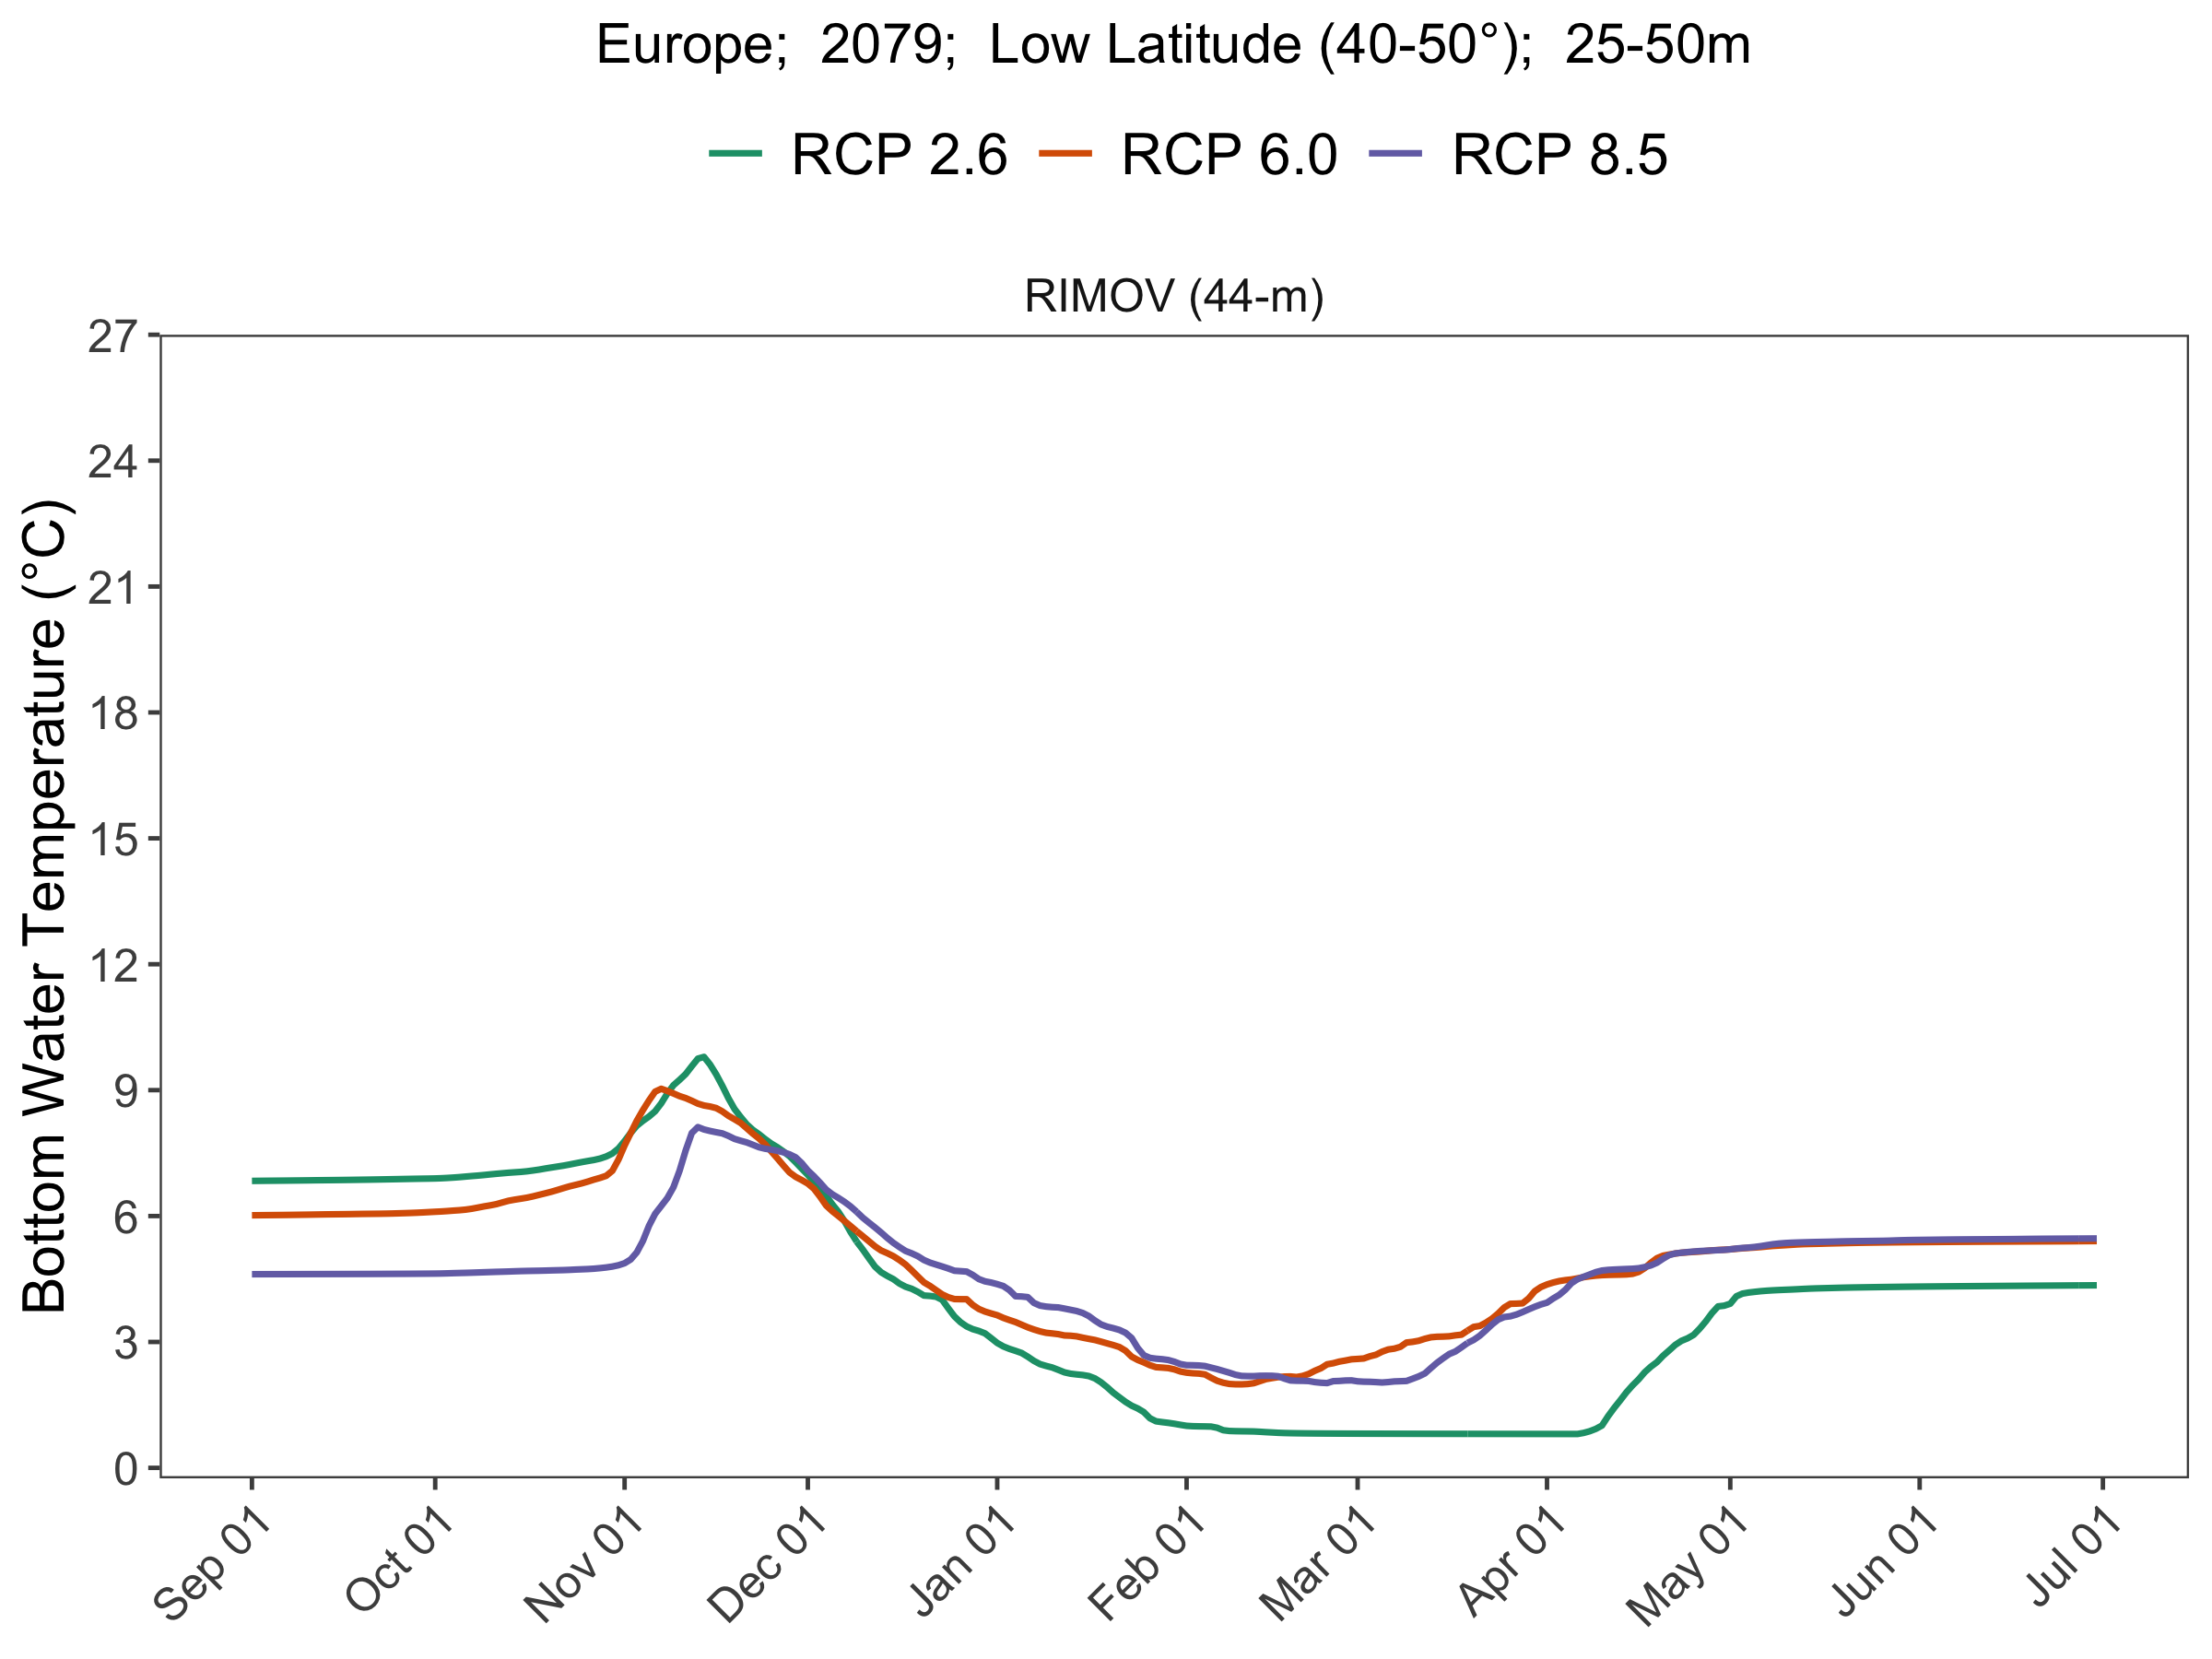 Europe;  2079;  Low Latitude (40-50°);  25-50m
RCP 2.6 RCP 6.0 RCP 8.5
RIMOV (44-m)
Bottom Water Temperature (°C)
27
24
21
18
15
12
9
6
3
0
Sep 01 Oct 01 Nov 01 Dec 01 Jan 01 Feb 01 Mar 01 Apr 01 May 01 Jun 01 Jul 01